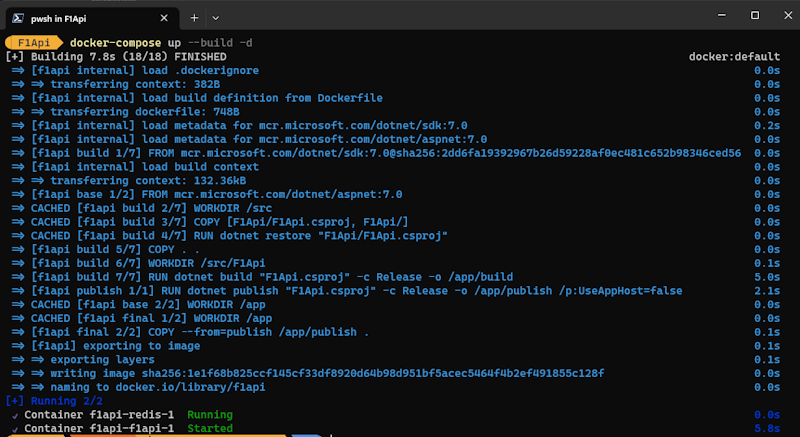 pwsh in F1Api
F1Api docker-compose up --build -d
[+] Building 7.8s (18/18) FINISHED docker:default
=> [f1api internal] load .dockerignore 0.0s
=> => transferring context: 382B 0.0s
=> [f1api internal] load build definition from Dockerfile 0.0s
=> => transferring dockerfile: 748B 0.0s
=> [f1api internal] load metadata for mcr.microsoft.com/dotnet/sdk:7.0 0.2s
=> [f1api internal] load metadata for mcr.microsoft.com/dotnet/aspnet:7.0 0.0s
=> [f1api build 1/7] FROM mcr.microsoft.com/dotnet/sdk:7.0@sha256:2dd6fa19392967b26d59228af0ec481c652b98346ced56 0.0s
=> [f1api internal] load build context 0.0s
=> => transferring context: 132.36kB 0.0s
=> [f1api base 1/2] FROM mcr.microsoft.com/dotnet/aspnet:7.0 0.0s
=> CACHED [f1api build 2/7] WORKDIR /src 0.0s
=> CACHED [f1api build 3/7] COPY [F1Api/F1Api.csproj, F1Api/] 0.0s
=> CACHED [f1api build 4/7] RUN dotnet restore "F1Api/F1Api.csproj" 0.0s
=> [f1api build 5/7] COPY . . 0.0s
=> [f1api build 6/7] WORKDIR /src/F1Api 0.1s
=> [f1api build 7/7] RUN dotnet build "F1Api.csproj" -c Release -o /app/build 5.0s
=> [f1api publish 1/1] RUN dotnet publish "F1Api.csproj" -c Release -o /app/publish /p:UseAppHost=false 2.1s
=> CACHED [f1api base 2/2] WORKDIR /app 0.0s
=> CACHED [f1api final 1/2] WORKDIR /app 0.0s
=> [f1api final 2/2] COPY --from=publish /app/publish . 0.1s
=> [f1api] exporting to image 0.1s
=> => exporting layers 0.1s
=> => writing image sha256:1e1f68b825ccf145cf33df8920d64b98d951bf5acec5464f4b2ef491855c128f 0.0s
=> => naming to docker.io/library/f1api 0.0s
[+] Running 2/2
✓ Container f1api-redis-1 Running 0.0s
✓ Container f1api-f1api-1 Started 5.8s